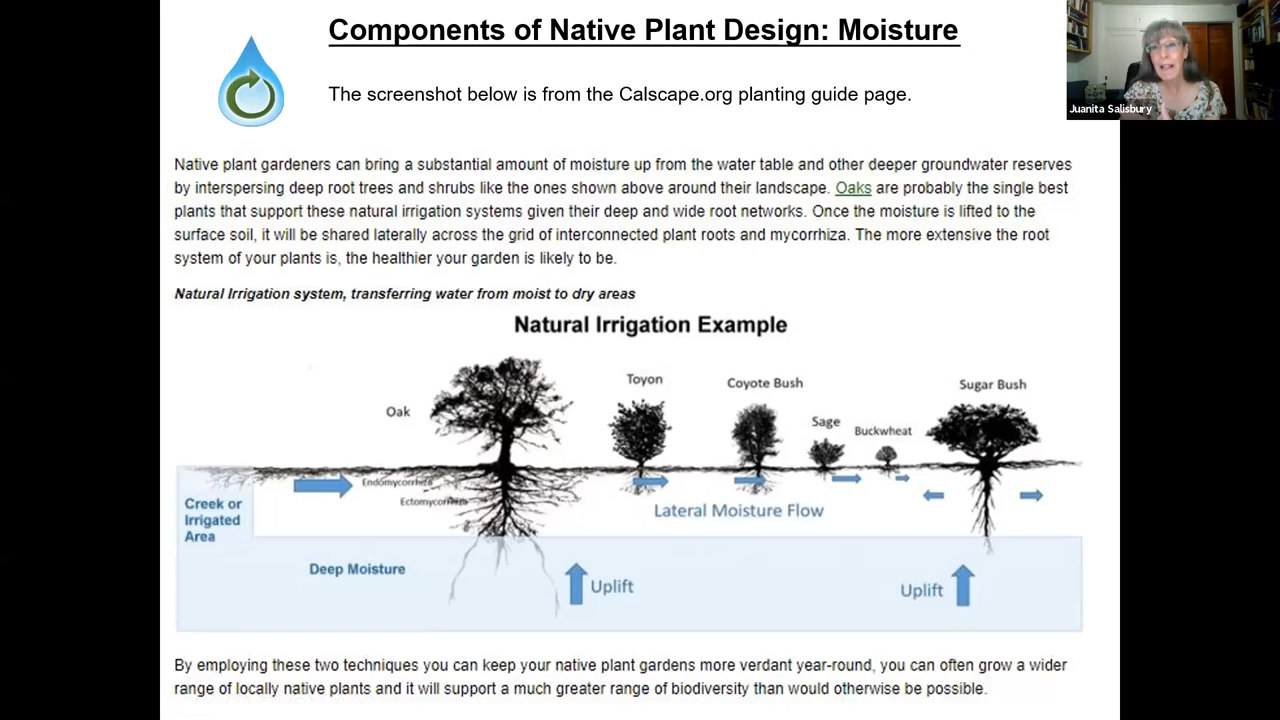 Components of Native Plant Design: Moisture
The screenshot below is from the Calscape.org planting guide page.
Juanita Salisbury
Native plant gardeners can bring a substantial amount of moisture up from the water table and other deeper groundwater reserves
by interspersing deep root trees and shrubs like the ones shown above around their landscape. Oaks are probably the single best
plants that support these natural irrigation systems given their deep and wide root networks. Once the moisture is lifted to the
surface soil, it will be shared laterally across the grid of interconnected plant roots and mycorrhiza. The more extensive the root
system of your plants is, the healthier your garden is likely to be.
Natural Irrigation system, transferring water from moist to dry areas
Natural Irrigation Example
Oak
Toyon
Coyote Bush
Sage
Buckwheat
Sugar Bush
Endomycorrhiza
Ectomycorrhiza
Creek or
Irrigated
Area
Lateral Moisture Flow
Deep Moisture
Uplift
Uplift
By employing these two techniques you can keep your native plant gardens more verdant year-round, you can often grow a wider
range of locally native plants and it will support a much greater range of biodiversity than would otherwise be possible.